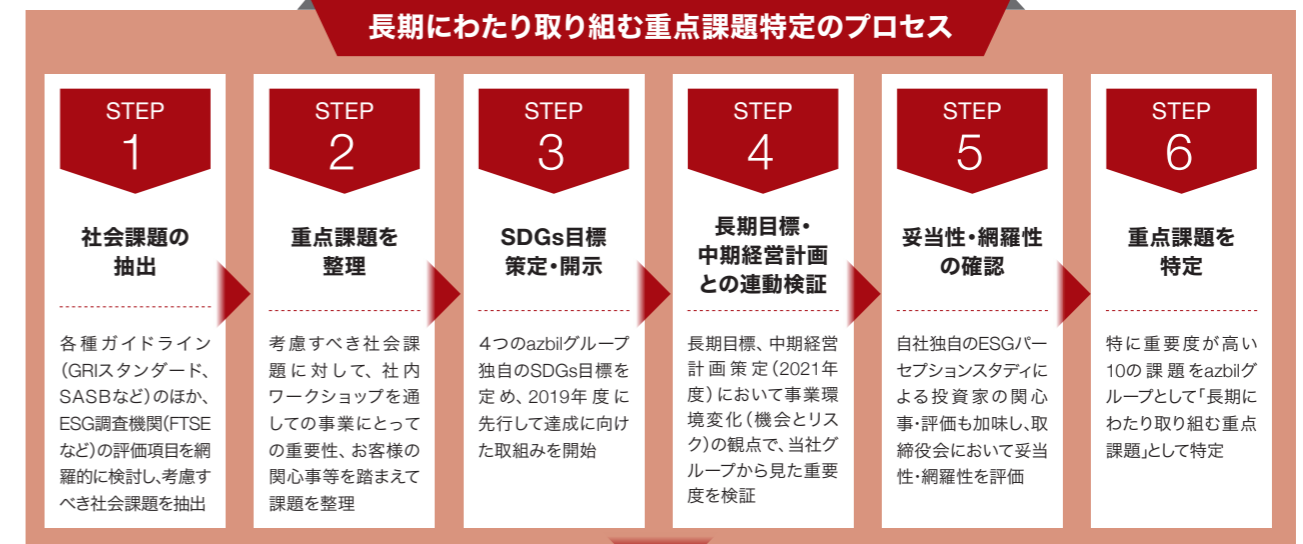 長期にわたり取り組む重点課題特定のプロセス
STEP
1
社会課題の
抽出
各種ガイドライン
(GRIスタンダード、
SASBなど)のほか、
ESG調査機関(FTSE
など)の評価項目を網
羅的に検討し、考慮す
べき社会課題を抽出
STEP
2
重点課題を
整理
考慮すべき社会課
題に対して、社内
ワークショップを通
しての事業にとって
の重要性、お客様の
関心事等を踏まえて
課題を整理
STEP
3
SDGs目標
策定・開示
4つのazbilグループ
独自のSDGs目標を
定め、2019年度に
先行して達成に向け
た取組みを開始
STEP
4
長期目標・
中期経営計画
との連動検証
長期目標、中期経営
計画策定(2021年
度)において事業環
境変化(機会とリス
ク)の観点で、当社グ
ループから見た重要
度を検証
STEP
5
妥当性・網羅性
の確認
自社独自のESGパー
セプションスタディに
よる投資家の関心
事・評価も加味し、取
締役会において妥当
性・網羅性を評価
STEP
6
重点課題を
特定
特に重要度が高い
10の課題をazbilグ
ループとして「長期に
わたり取り組む重点
課題」として特定